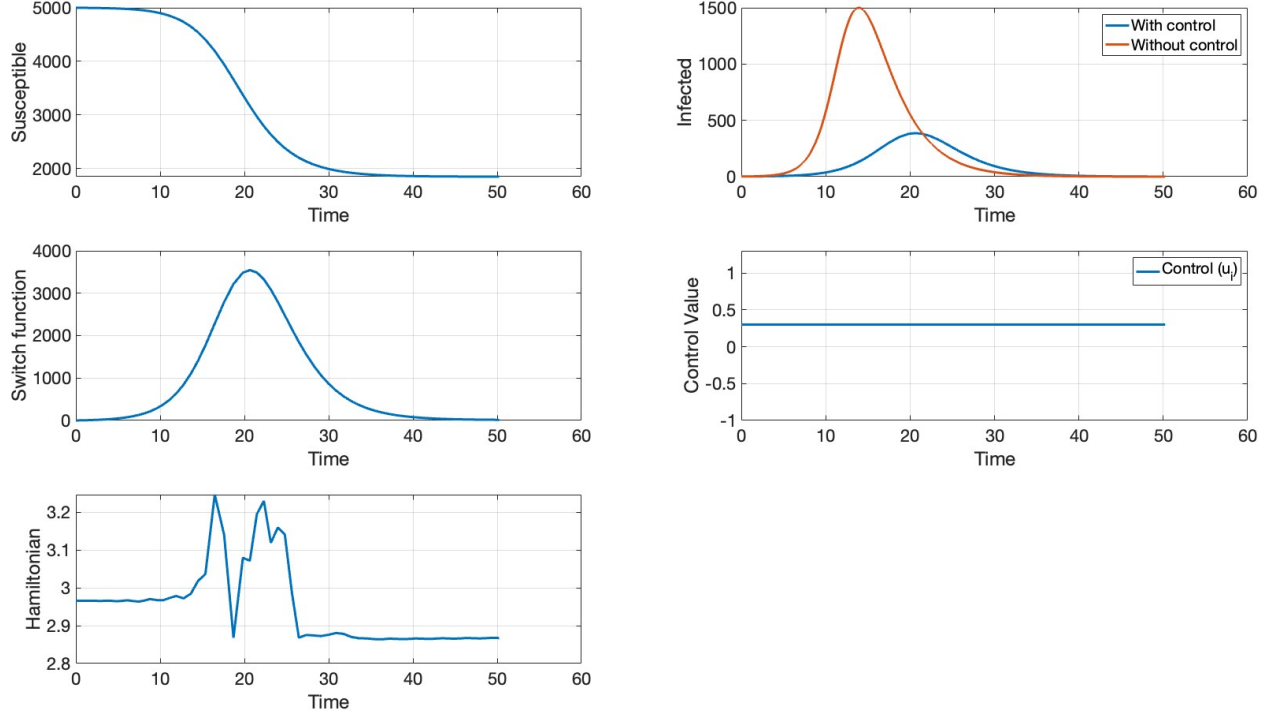 Susceptible
5000
4000
3000
2000
0 10 20 30 40 50 60
Time
Infected
1500
1000
500
0
With control
Without control
0 10 20 30 40 50 60
Time
Switch function
4000
3000
2000
1000
0
0 10 20 30 40 50 60
Time
Control Value
1
0.5
0
-0.5
-1
Control (u_i)
0 10 20 30 40 50 60
Time
Hamiltonian
3.2
3.1
3
2.9
2.8
0 10 20 30 40 50 60
Time